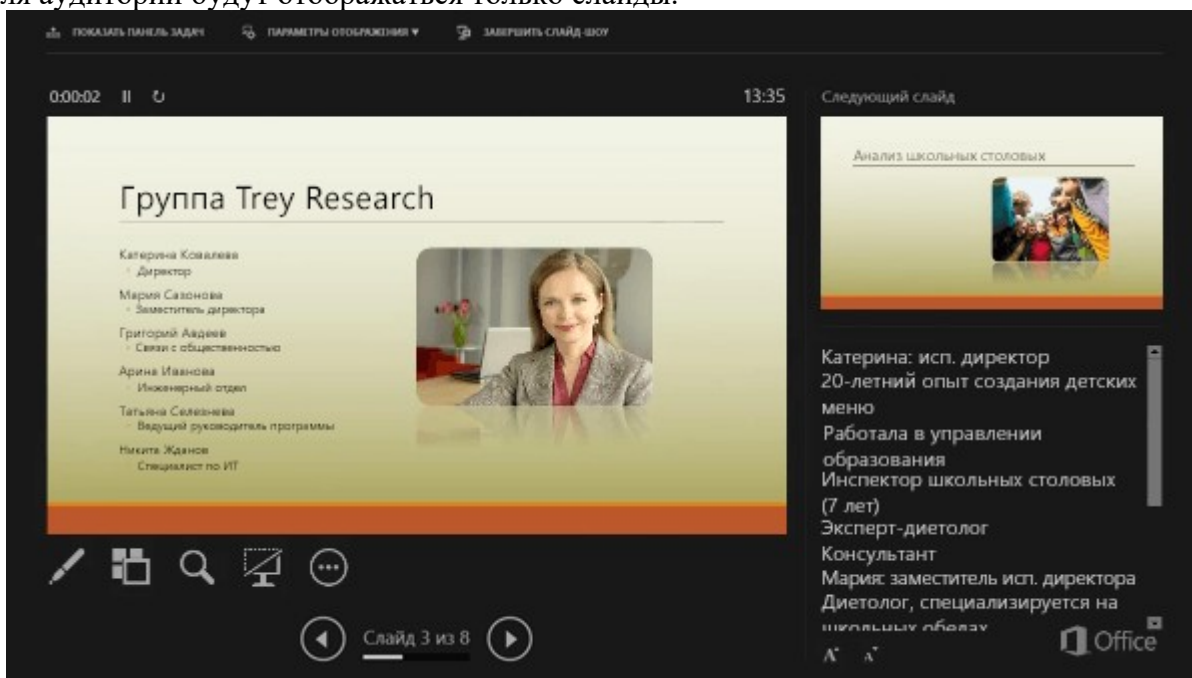 ля аудитории будут отображаться только слайды.
ПОКАЗАТЬ ПАНЕЛЬ ЗАДАЧ ПАРАМЕТРЫ ОТОБРАЖЕНИЯ ▼ ЗАВЕРШИТЬ СЛАЙД-ШОУ
0:00:02 13:35
Группа Trey Research
Катерина Ковалева
Директор
Мария Сазонова
Заместитель директора
Григорий Авдеев
Связи с общественностью
Арина Иванова
Инженерный отдел
Татьяна Селезнева
Ведущий руководитель программы
Никита Жданов
Специалист по ИТ
Слайд 3 из 8
Следующий слайд
Анализ школьных столовых
Катерина: исп. директор
20-летний опыт создания детских
меню
Работала в управлении
образования
Инспектор школьных столовых
(7 лет)
Эксперт-диетолог
Консультант
Мария: заместитель исп. директора
Диетолог, специализируется на
школьных обедах
A A
Office